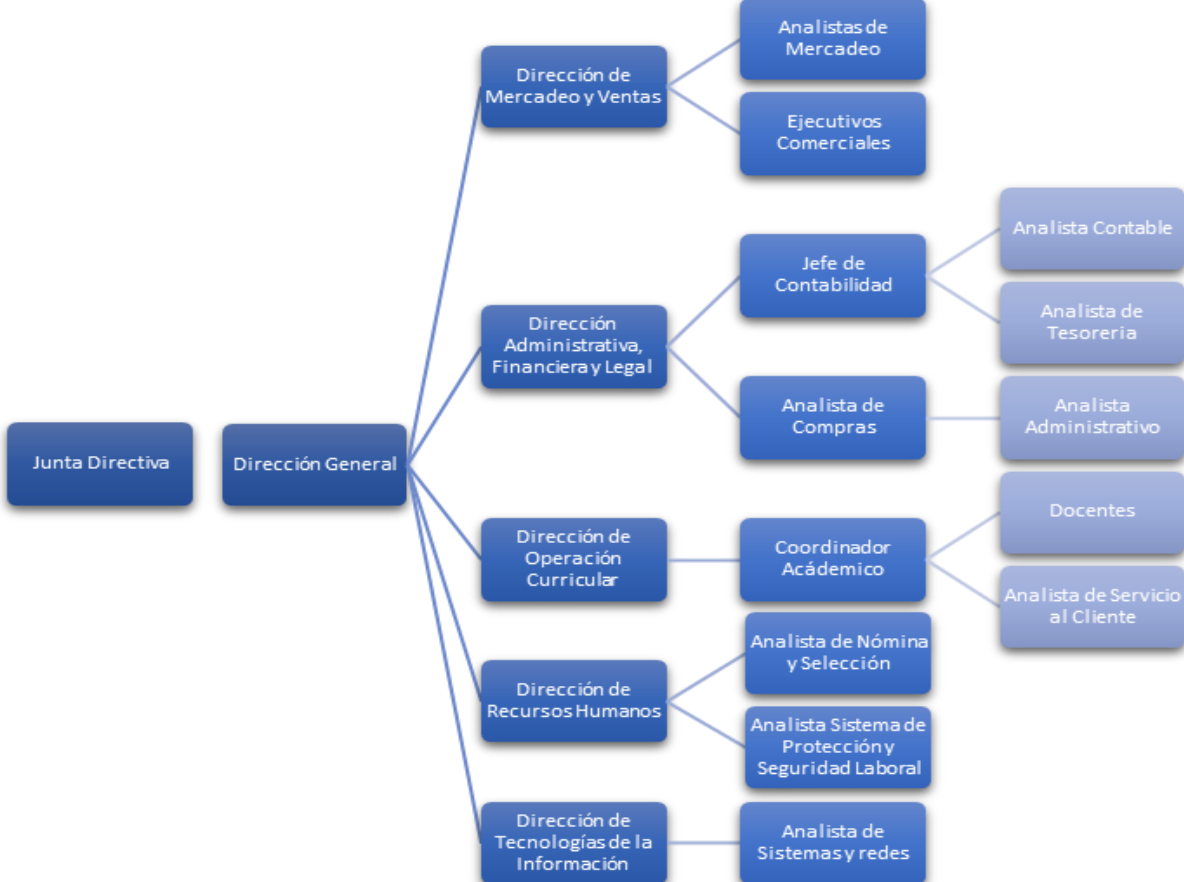 Junta Directiva
Dirección General
Dirección de
Mercadeo y Ventas
Analistas de
Mercadeo
Ejecutivos
Comerciales
Dirección
Administrativa,
Financiera y Legal
Jefe de
Contabilidad
Analista Contable
Analista de
Tesoreria
Analista de
Compras
Analista
Administrativo
Dirección de
Operación
Curricular
Coordinador
Acádemico
Docentes
Analista de Servicio
al Cliente
Dirección de
Recursos Humanos
Analista de Nómina
y Selección
Analista Sistema de
Protección y
Seguridad Laboral
Dirección de
Tecnologías de la
Información
Analista de
Sistemas y redes